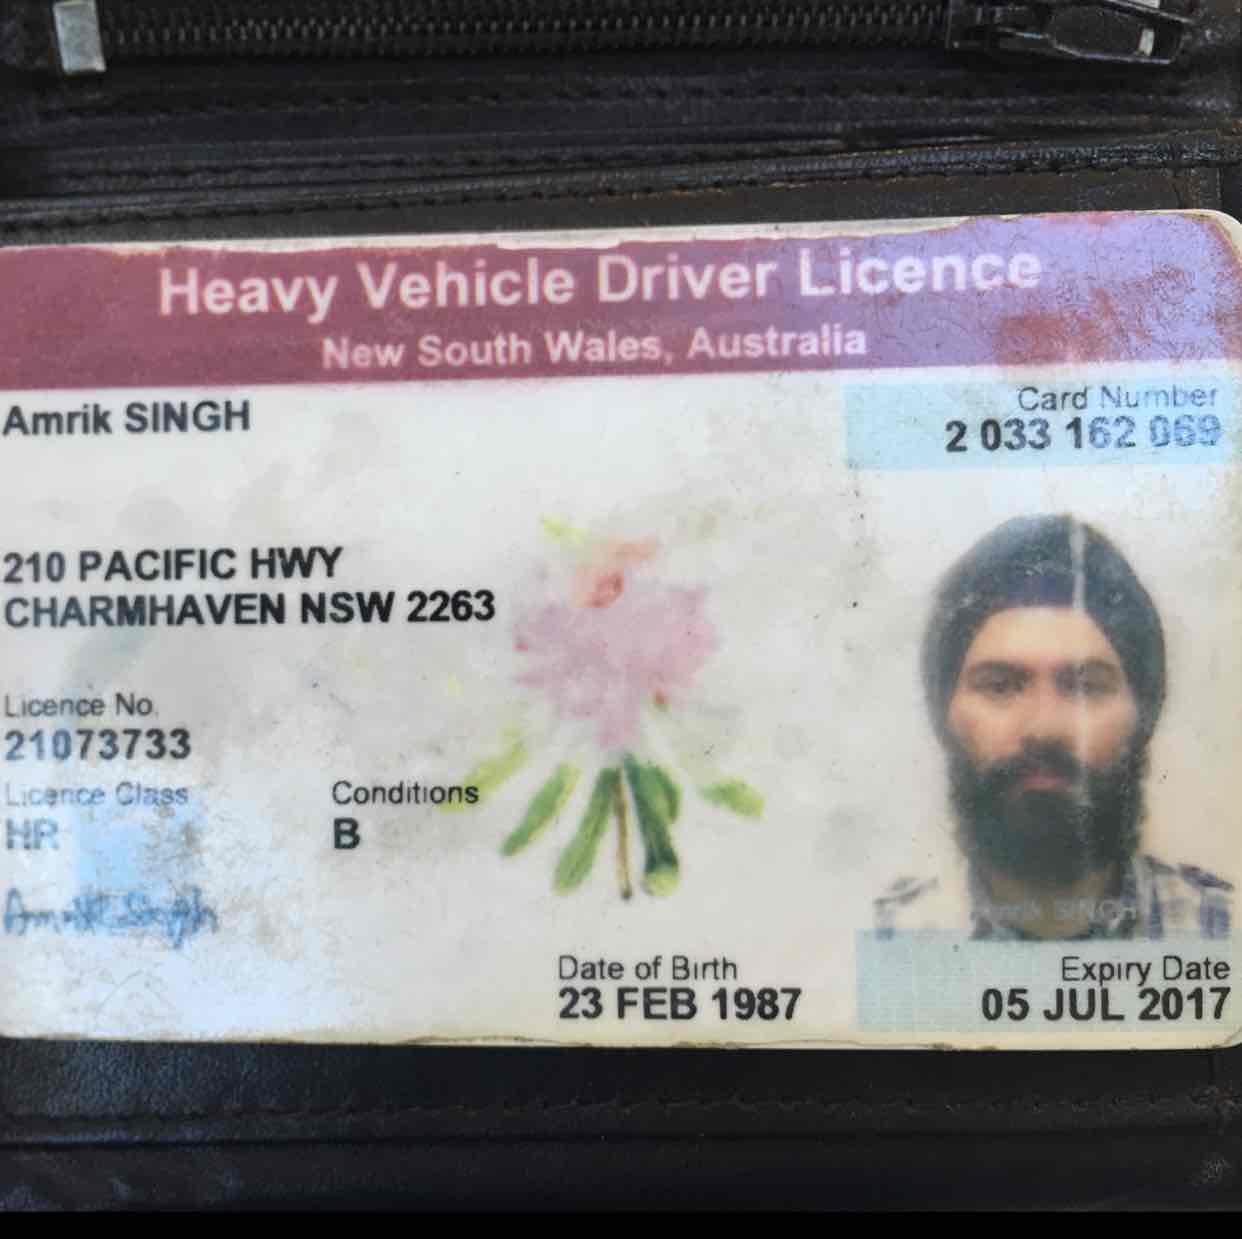 Heavy Vehicle Driver Licence
New South Wales, Australia
Amrik SINGH
Card Number
2 033 162 069
210 PACIFIC HWY
CHARMHAVEN NSW 2263
Licence No.
21073733
Licence Class
Conditions
HR
B
Amrik Singh
Amrik SINGH
Date of Birth
23 FEB 1987
Expiry Date
05 JUL 2017